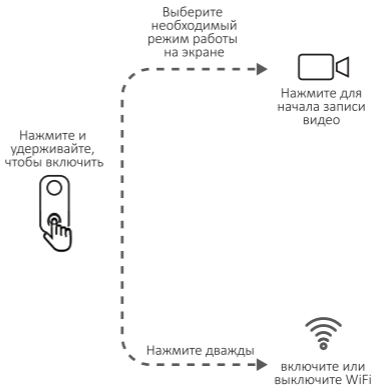 Выберите
необходимый
режим работы
на экране
Нажмите для
начала записи
видео
Нажмите и
удерживайте,
чтобы включить
Нажмите дважды
включите или
выключите WiFi